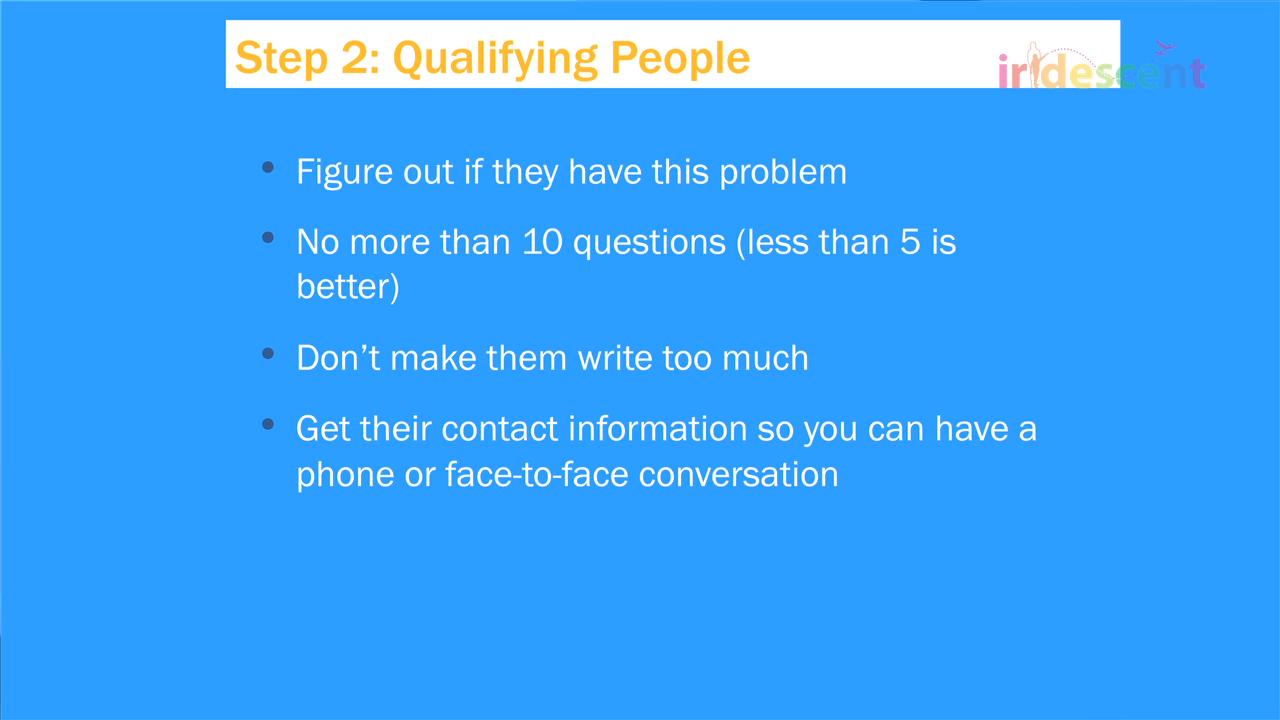 Step 2: Qualifying People
iridescent
• Figure out if they have this problem
• No more than 10 questions (less than 5 is
better)
• Don’t make them write too much
• Get their contact information so you can have a
phone or face-to-face conversation